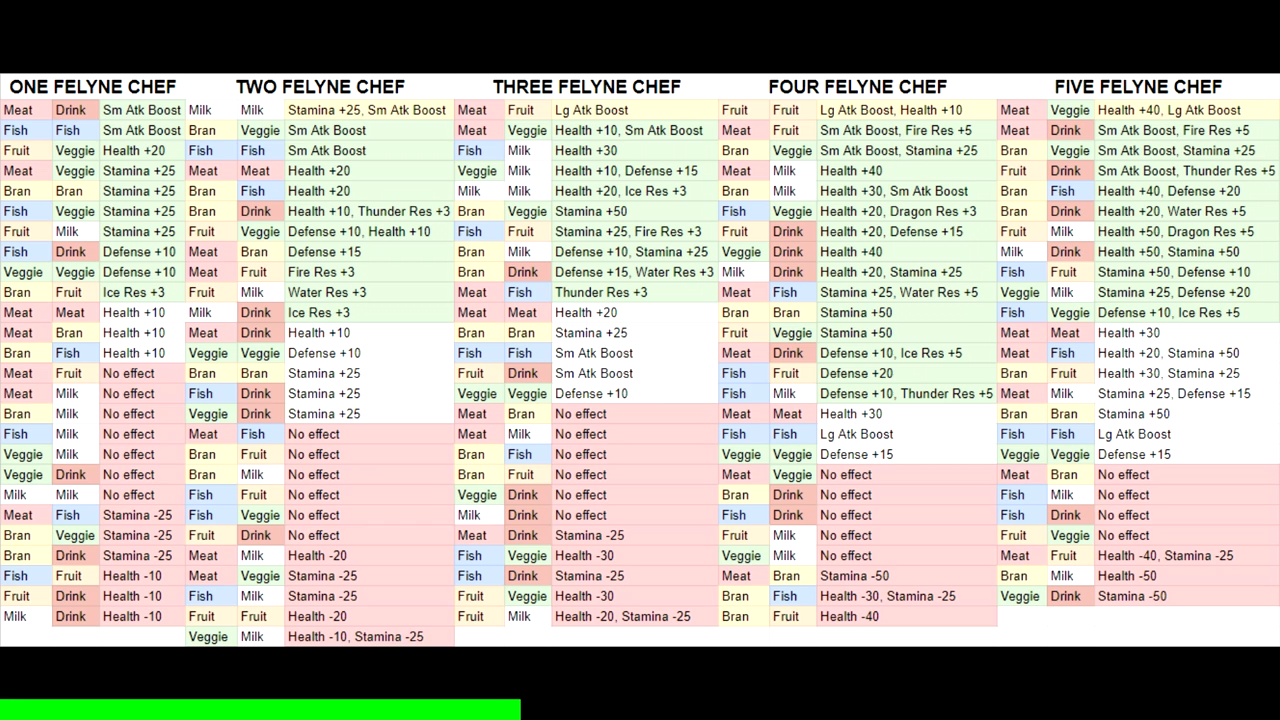 ONE FELYNE CHEF TWO FELYNE CHEF THREE FELYNE CHEF FOUR FELYNE CHEF FIVE FELYNE CHEF
Meat Drink Sm Atk Boost Milk Milk Stamina +25, Sm Atk Boost Meat Fruit Lg Atk Boost Fruit Fruit Lg Atk Boost, Health +10 Meat Veggie Health +40, Lg Atk Boost
Fish Fish Sm Atk Boost Bran Veggie Sm Atk Boost Meat Veggie Health +10, Sm Atk Boost Meat Fruit Sm Atk Boost, Fire Res +5 Meat Drink Sm Atk Boost, Fire Res +5
Fruit Veggie Health +20 Fish Fish Sm Atk Boost Fish Milk Health +30 Bran Veggie Sm Atk Boost, Stamina +25 Bran Veggie Sm Atk Boost, Stamina +25
Meat Veggie Stamina +25 Meat Meat Health +20 Veggie Milk Health +10, Defense +15 Meat Milk Health +40 Fruit Drink Sm Atk Boost, Thunder Res +5
Bran Bran Stamina +25 Bran Fish Health +20 Milk Milk Health +20, Ice Res +3 Bran Milk Health +30, Sm Atk Boost Bran Fish Health +40, Defense +20
Fish Veggie Stamina +25 Bran Drink Health +10, Thunder Res +3 Bran Veggie Stamina +50 Fish Veggie Health +20, Dragon Res +3 Bran Drink Health +20, Water Res +5
Fruit Milk Stamina +25 Fruit Veggie Defense +10, Health +10 Fish Fruit Stamina +25, Fire Res +3 Fruit Drink Health +20, Defense +15 Fruit Milk Health +50, Dragon Res +5
Fish Drink Defense +10 Meat Bran Defense +15 Bran Milk Defense +10, Stamina +25 Veggie Drink Health +40 Milk Drink Health +50, Stamina +50
Veggie Veggie Defense +10 Meat Fruit Fire Res +3 Bran Drink Defense +15, Water Res +3 Milk Drink Health +20, Stamina +25 Fish Fruit Stamina +50, Defense +10
Bran Fruit Ice Res +3 Fruit Milk Water Res +3 Meat Fish Thunder Res +3 Meat Fish Stamina +25, Water Res +5 Veggie Milk Stamina +25, Defense +20
Meat Meat Health +10 Milk Drink Ice Res +3 Meat Meat Health +20 Bran Bran Stamina +50 Fish Veggie Defense +10, Ice Res +5
Meat Bran Health +10 Meat Drink Health +10 Bran Bran Stamina +25 Fruit Veggie Stamina +50 Meat Meat Health +30
Bran Fish Health +10 Veggie Veggie Defense +10 Fish Fish Sm Atk Boost Meat Drink Defense +10, Ice Res +5 Meat Fish Health +20, Stamina +50
Meat Fruit No effect Bran Bran Stamina +25 Fruit Drink Sm Atk Boost Fish Fruit Defense +20 Bran Fruit Health +30, Stamina +25
Meat Milk No effect Fish Drink Stamina +25 Veggie Veggie Defense +10 Fish Milk Defense +10, Thunder Res +5 Meat Milk Stamina +25, Defense +15
Bran Milk No effect Veggie Drink Stamina +25 Meat Bran No effect Meat Meat Health +30 Bran Bran Stamina +50
Fish Milk No effect Meat Fish No effect Meat Milk No effect Fish Fish Lg Atk Boost Fish Fish Lg Atk Boost
Veggie Milk No effect Bran Fruit No effect Bran Fish No effect Veggie Veggie Defense +15 Veggie Veggie Defense +15
Veggie Drink No effect Bran Milk No effect Bran Fruit No effect Meat Veggie No effect Meat Bran No effect
Milk Milk No effect Fish Fruit No effect Veggie Drink No effect Bran Drink No effect Fish Milk No effect
Meat Fish Stamina -25 Fish Veggie No effect Milk Drink No effect Fish Drink No effect Fish Drink No effect
Bran Veggie Stamina -25 Fruit Drink No effect Meat Drink Stamina -25 Fruit Milk No effect Fruit Veggie No effect
Bran Drink Stamina -25 Meat Milk Health -20 Fish Veggie Health -30 Veggie Milk No effect Meat Fruit Health -40, Stamina -25
Fish Fruit Health -10 Meat Veggie Stamina -25 Fish Drink Stamina -25 Meat Bran Stamina -50 Bran Milk Health -50
Fruit Drink Health -10 Fish Milk Stamina -25 Fruit Veggie Health -30 Bran Fish Health -30, Stamina -25 Veggie Drink Stamina -50
Milk Drink Health -10 Fruit Fruit Health -20 Fruit Milk Health -20, Stamina -25 Bran Fruit Health -40
Veggie Milk Health -10, Stamina -25